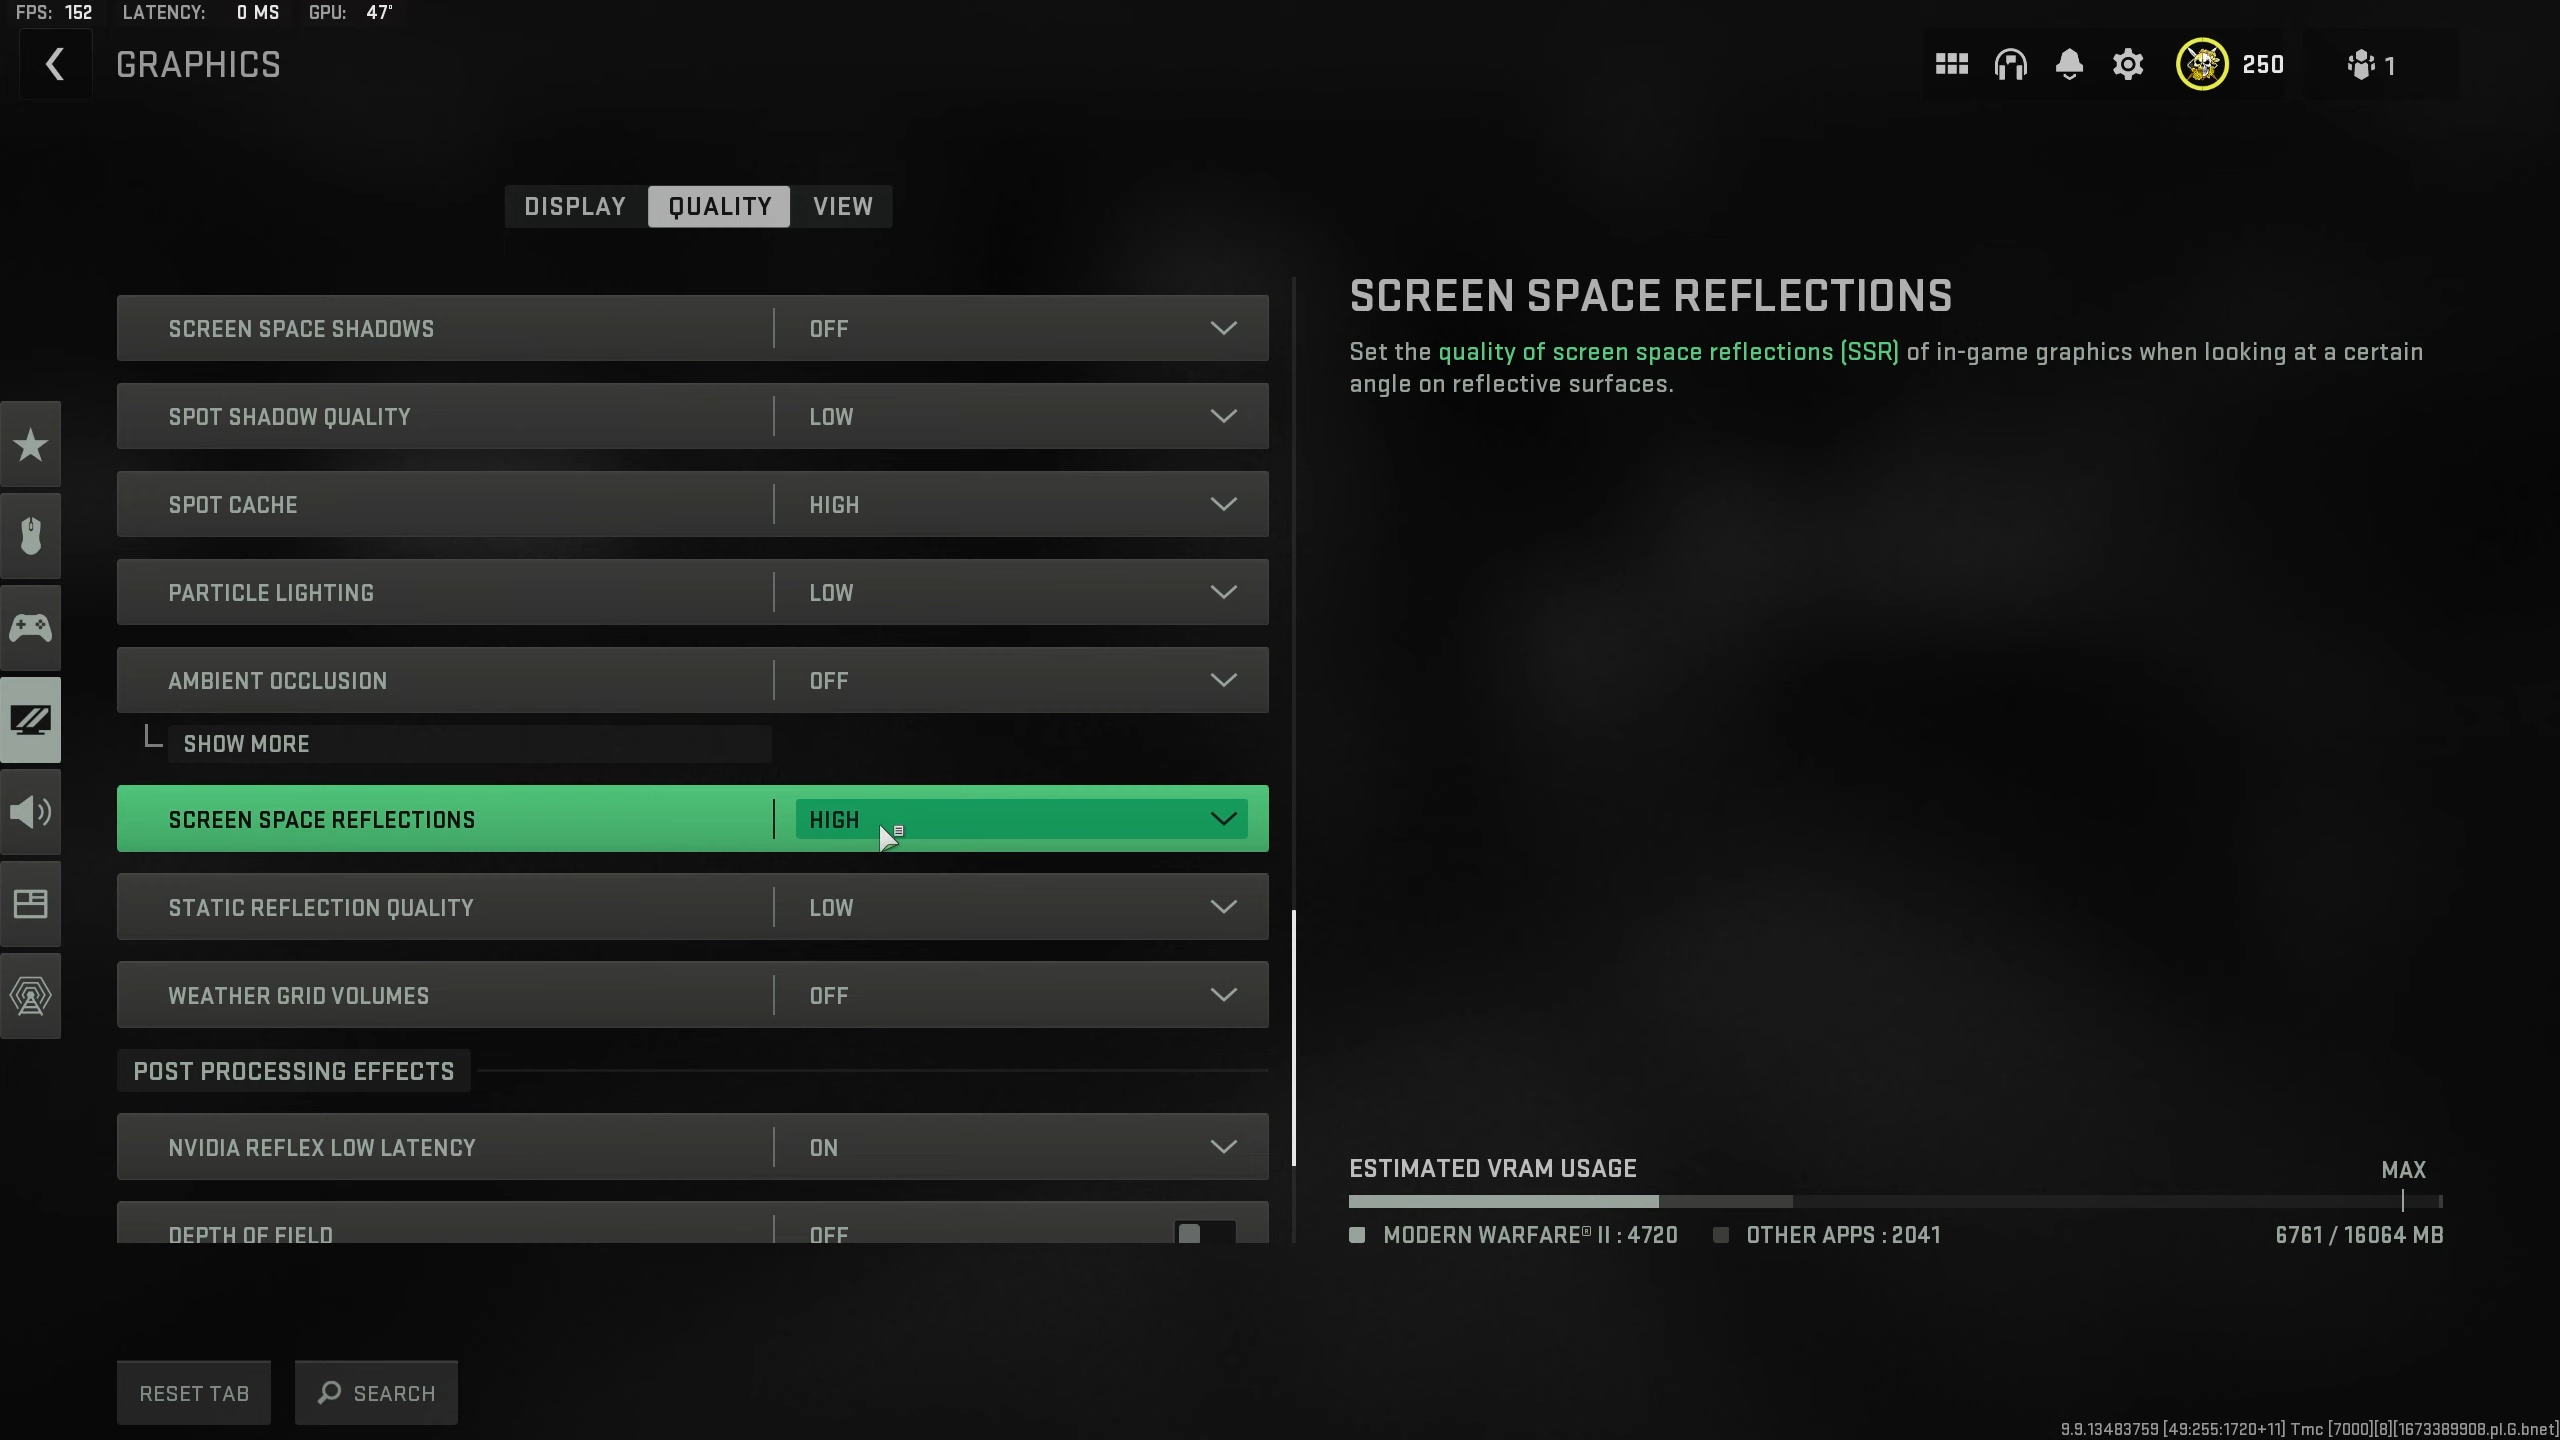 FPS: 152 LATENCY: 0 MS GPU: 47°
GRAPHICS
250
1
DISPLAY QUALITY VIEW
SCREEN SPACE SHADOWS OFF
SPOT SHADOW QUALITY LOW
SPOT CACHE HIGH
PARTICLE LIGHTING LOW
AMBIENT OCCLUSION OFF
SHOW MORE
SCREEN SPACE REFLECTIONS HIGH
STATIC REFLECTION QUALITY LOW
WEATHER GRID VOLUMES OFF
POST PROCESSING EFFECTS
NVIDIA REFLEX LOW LATENCY ON
DEPTH OF FIELD OFF
SCREEN SPACE REFLECTIONS
Set the quality of screen space reflections (SSR) of in-game graphics when looking at a certain
angle on reflective surfaces.
ESTIMATED VRAM USAGE MAX
MODERN WARFARE® II : 4720 OTHER APPS : 2041 6761 / 16064 MB
RESET TAB SEARCH
9.9.13483759 [49:255:1720+11] Tmc [7000][8][1673389908.pl.G.bnet]